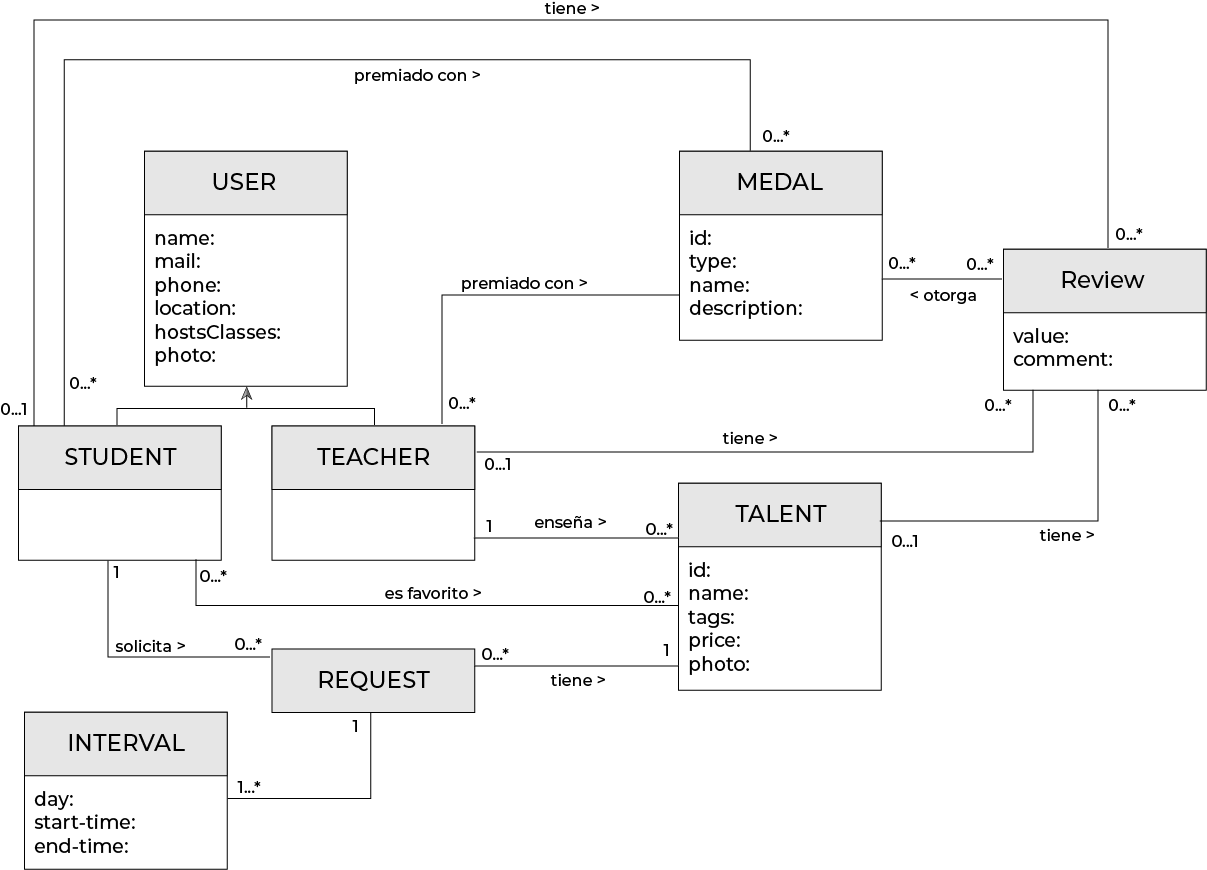 tiene >
premiado con >
0...*
USER
name:
mail:
phone:
location:
hostsClasses:
photo:
MEDAL
id:
type:
name:
description:
0...*
0...*
0...*
< otorga
Review
value:
comment:
premiado con >
0...*
0...1
0...*
0...*
0...*
STUDENT
TEACHER
tiene >
0...1
1
enseña >
0...*
TALENT
id:
name:
tags:
price:
photo:
0...1
tiene >
1
0...*
es favorito >
0...*
solicita >
0...*
REQUEST
0...*
1
tiene >
1
1...*
INTERVAL
day:
start-time:
end-time: